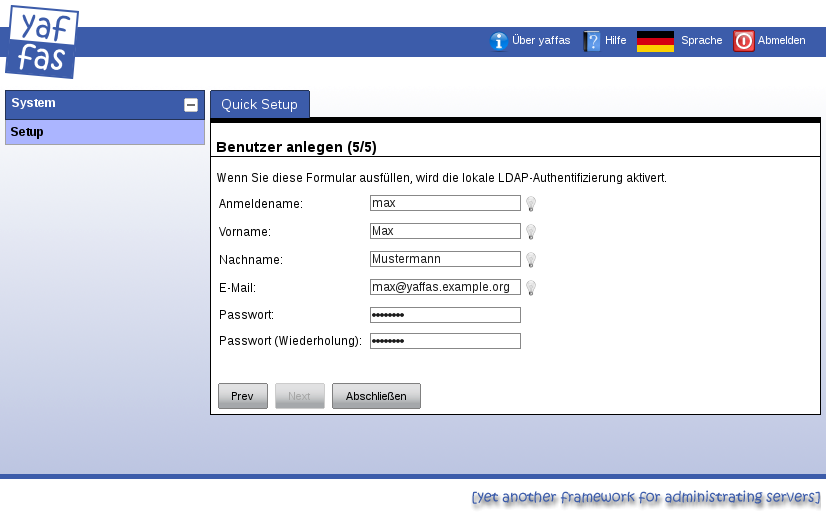 yaf
fas
Über yaffas Hilfe Sprache Abmelden
System
Setup
Quick Setup
Benutzer anlegen (5/5)
Wenn Sie diese Formular ausfüllen, wird die lokale LDAP-Authentifizierung aktivert.
Anmeldename: max
Vorname: Max
Nachname: Mustermann
E-Mail: max@yaffas.example.org
Passwort: ••••••••
Passwort (Wiederholung): ••••••••
Prev Next Abschließen
[yet another framework for administrating servers]